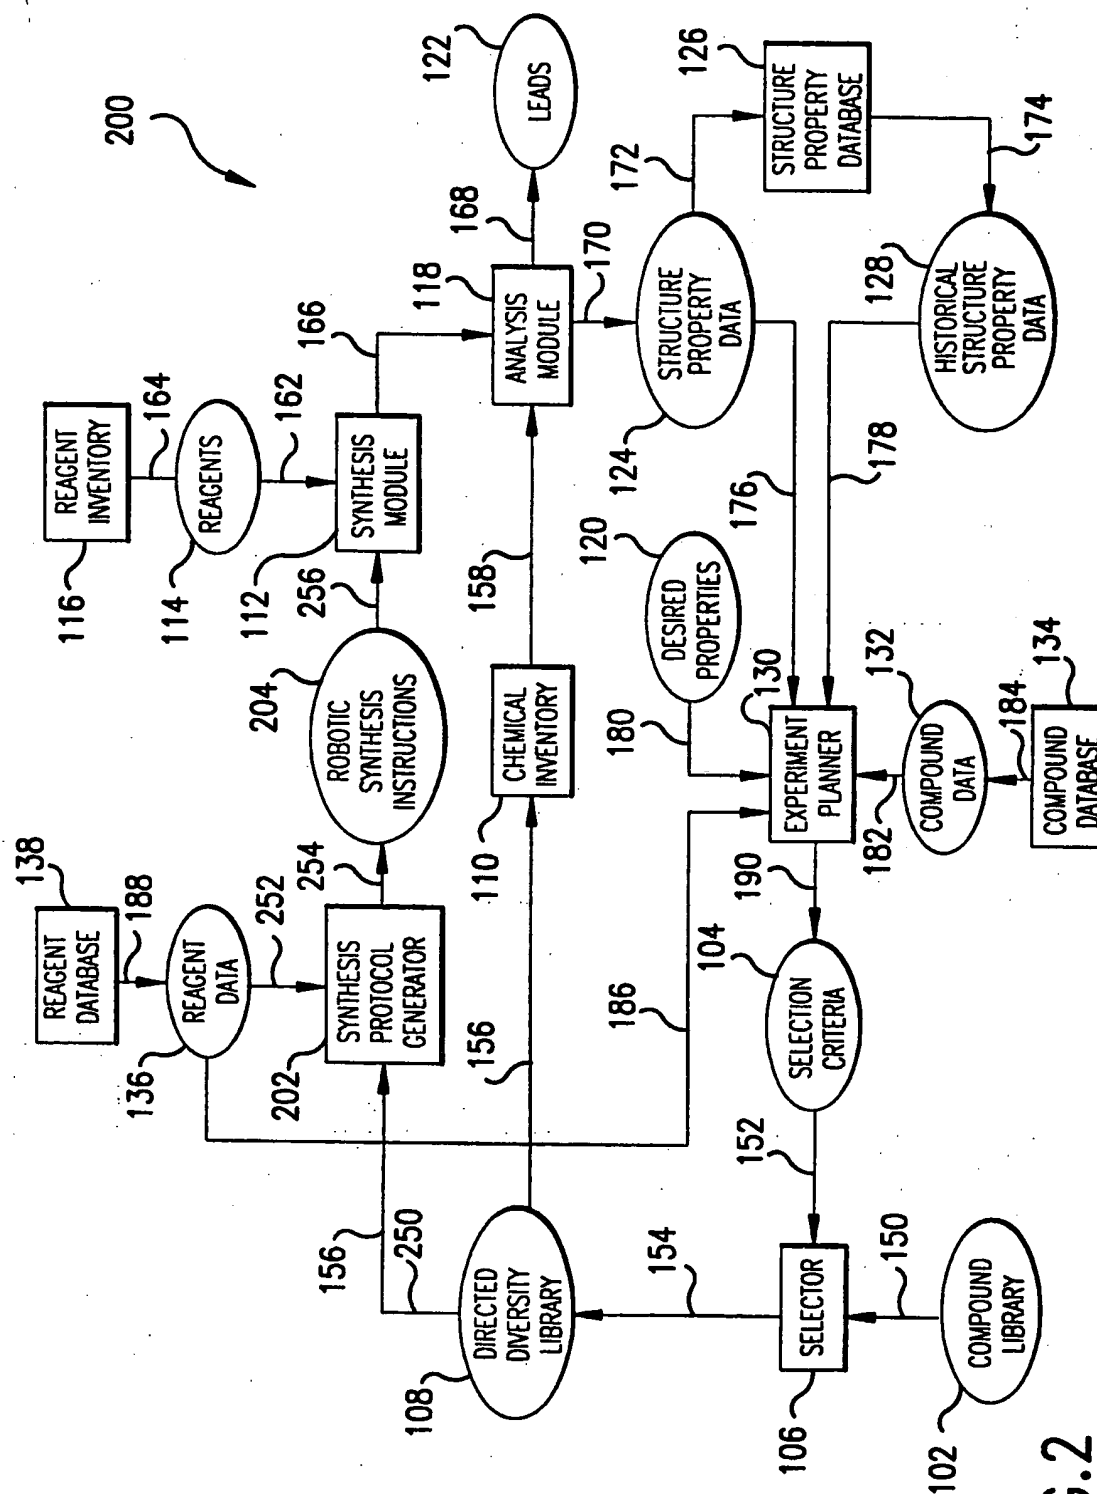 200
138
REAGENT
DATABASE
188
136
REAGENT
DATA
252
202
SYNTHESIS
PROTOCOL
GENERATOR
254
204
ROBOTIC
SYNTHESIS
INSTRUCTIONS
256
116
REAGENT
INVENTORY
164
114
REAGENTS
162
112
SYNTHESIS
MODULE
166
118
ANALYSIS
MODULE
168
122
LEADS
156
250
108
DIRECTED
DIVERSITY
LIBRARY
156
110
CHEMICAL
INVENTORY
158
170
124
STRUCTURE
PROPERTY
DATA
172
126
STRUCTURE
PROPERTY
DATABASE
174
128
HISTORICAL
STRUCTURE
PROPERTY
DATA
176
178
120
DESIRED
PROPERTIES
180
130
EXPERIMENT
PLANNER
186
190
104
SELECTION
CRITERIA
152
154
106
SELECTOR
150
102
COMPOUND
LIBRARY
182
132
COMPOUND
DATA
184
134
COMPOUND
DATABASE
G.2